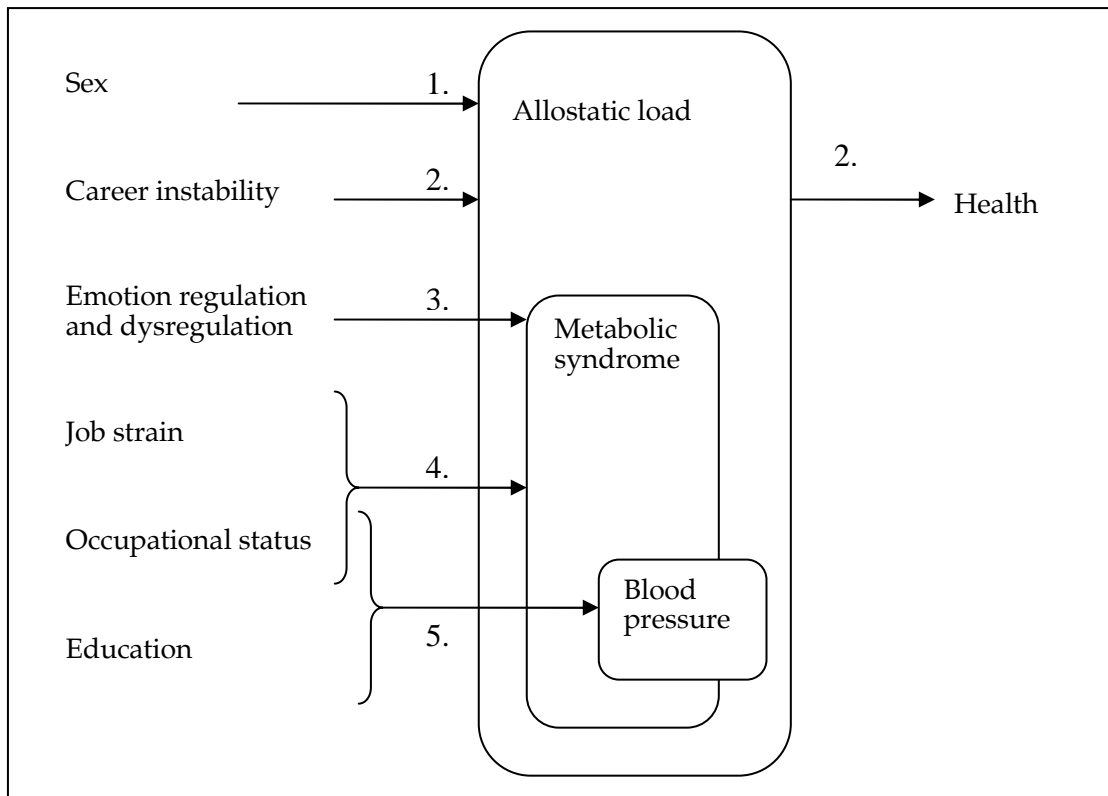 Sex
1.
Allostatic load
Career instability
2.
2.
Health
Emotion regulation
and dysregulation
3.
Metabolic
syndrome
Job strain
4.
Occupational status
Blood
pressure
Education
5.